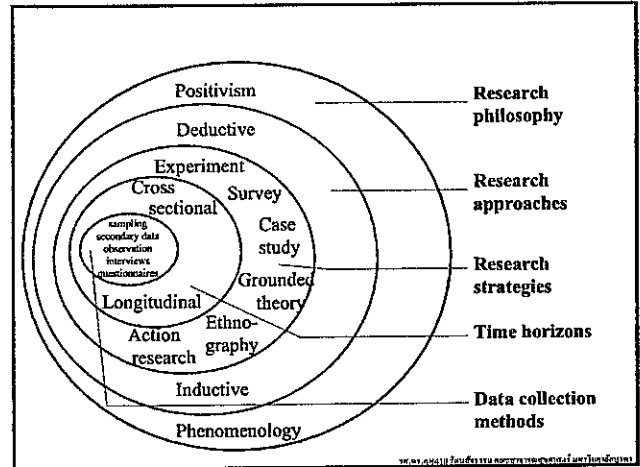 Positivism
Deductive
Experiment
Cross
sectional
Survey
sampling
secondary data
observation
interviews
questionnaires
Case
study
Grounded
theory
Longitudinal
Ethno-
graphy
Action
research
Inductive
Phenomenology
Research
philosophy
Research
approaches
Research
strategies
Time horizons
Data collection
methods